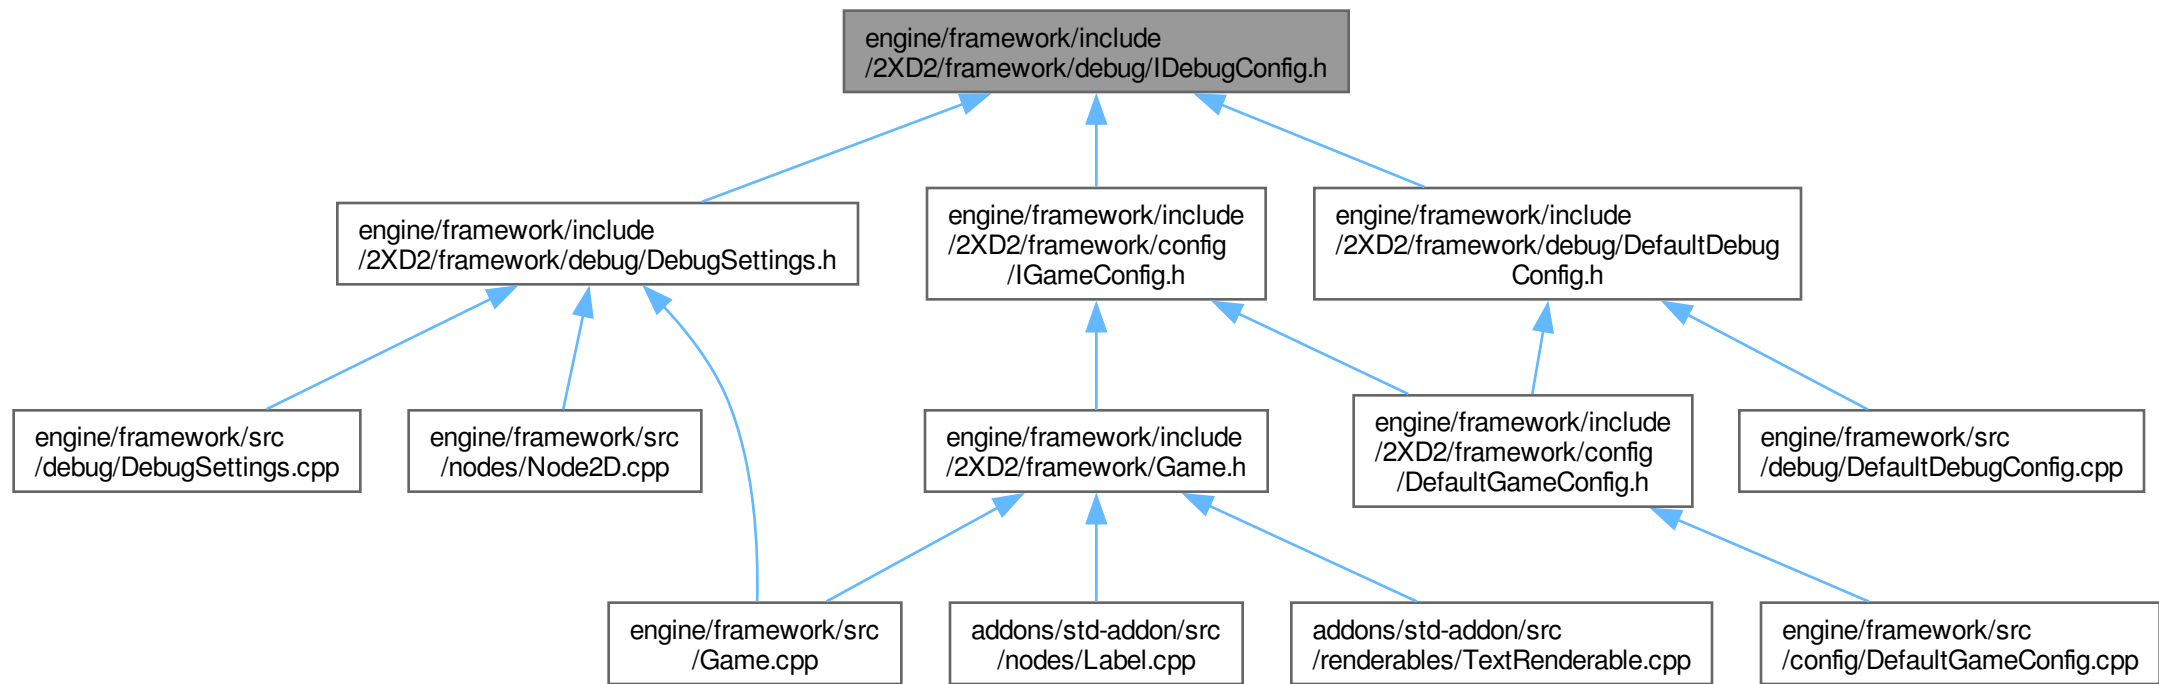 engine/framework/include
/2XD2/framework/debug/IDebugConfig.h
engine/framework/include
/2XD2/framework/debug/DebugSettings.h
engine/framework/include
/2XD2/framework/config
/IGameConfig.h
engine/framework/include
/2XD2/framework/debug/DefaultDebug
Config.h
engine/framework/src
/debug/DebugSettings.cpp
engine/framework/src
/nodes/Node2D.cpp
engine/framework/include
/2XD2/framework/Game.h
engine/framework/include
/2XD2/framework/config
/DefaultGameConfig.h
engine/framework/src
/debug/DefaultDebugConfig.cpp
engine/framework/src
/Game.cpp
addons/std-addon/src
/nodes/Label.cpp
addons/std-addon/src
/renderables/TextRenderable.cpp
engine/framework/src
/config/DefaultGameConfig.cpp